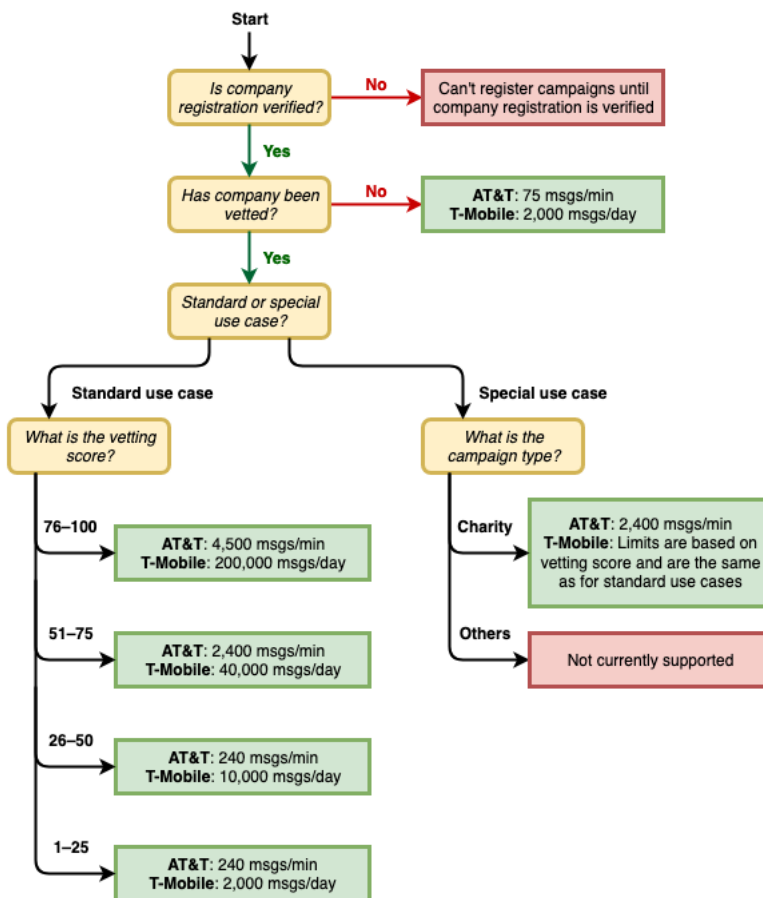 Start
Is company
registration verified?
No
Can't register campaigns until
company registration is verified
Yes
Has company been
vetted?
No
AT&T: 75 msgs/min
T-Mobile: 2,000 msgs/day
Yes
Standard or special
use case?
Standard use case
Special use case
What is the vetting
score?
What is the
campaign type?
76–100
AT&T: 4,500 msgs/min
T-Mobile: 200,000 msgs/day
Charity
AT&T: 2,400 msgs/min
T-Mobile: Limits are based on
vetting score and are the same
as for standard use cases
51–75
AT&T: 2,400 msgs/min
T-Mobile: 40,000 msgs/day
Others
Not currently supported
26–50
AT&T: 240 msgs/min
T-Mobile: 10,000 msgs/day
1–25
AT&T: 240 msgs/min
T-Mobile: 2,000 msgs/day